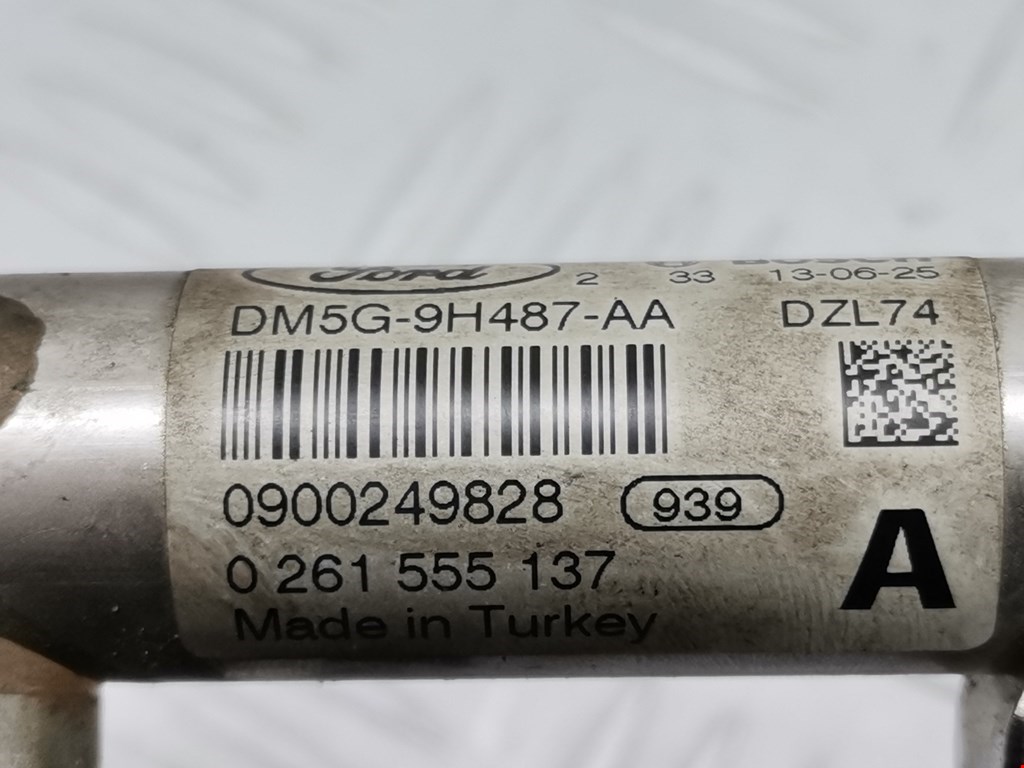 Ford 2 33 BOSCH 13-06-25
DM5G-9H487-AA DZL74
0900249828 939
0 261 555 137 A
Made in Turkey